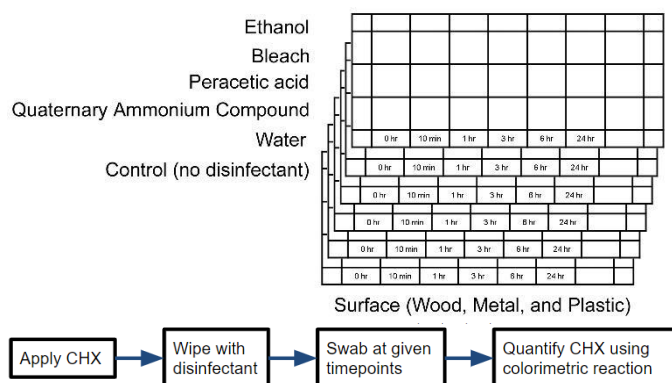 Ethanol
Bleach
Peracetic acid
Quaternary Ammonium Compound
Water
Control (no disinfectant)
0 hr 10 min 1 hr 3 hr 6 hr 24 hr
0 hr 10 min 1 hr 3 hr 6 hr 24 hr
0 hr 10 min 1 hr 3 hr 6 hr 24 hr
0 hr 10 min 1 hr 3 hr 6 hr 24 hr
0 hr 10 min 1 hr 3 hr 6 hr 24 hr
0 hr 10 min 1 hr 3 hr 6 hr 24 hr
Surface (Wood, Metal, and Plastic)
Apply CHX
Wipe with
disinfectant
Swab at given
timepoints
Quantify CHX using
colorimetric reaction